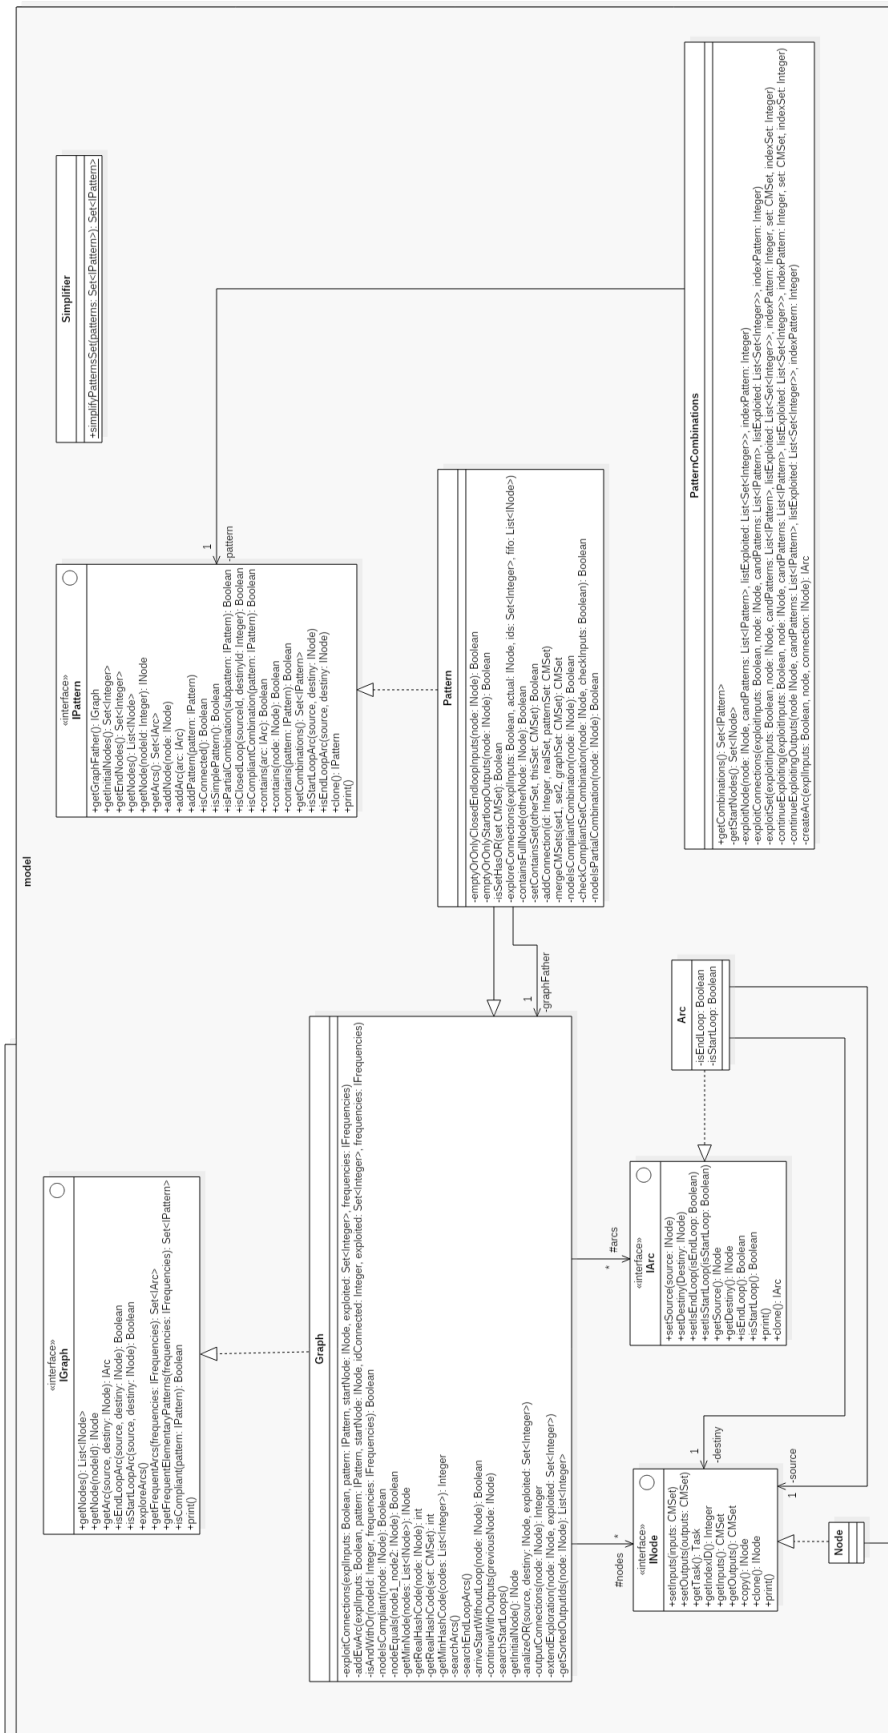 model
Simplifier
+simplifyPatternsSet(patterns: Set<IPattern>): Set<IPattern>
«interface»
IPattern
+getGraphFather(): IGraph
+getInitialNodes(): Set<Integer>
+getEndNodes(): Set<Integer>
+getNodes(): List<INode>
+getNode(nodeId: Integer): INode
+getArcs(): Set<IArc>
+addNode(node: INode)
+addArc(arc: IArc)
+addPattern(pattern: IPattern)
+isConnected(): Boolean
+isSimplePattern(): Boolean
+isPartialCombination(subpattern: IPattern): Boolean
+isClosedLoop(sourceId, destinyId: Integer): Boolean
+isCompliantCombination(pattern: IPattern): Boolean
+contains(arc: IArc): Boolean
+contains(node: INode): Boolean
+contains(pattern: IPattern): Boolean
+getCombinations(): Set<IPattern>
+isStartLoopArc(source, destiny: INode)
+isEndLoopArc(source, destiny: INode)
+clone(): IPattern
+print()
1
-pattern
Pattern
-emptyOrOnlyClosedEndloopInputs(node: INode): Boolean
-emptyOrOnlyStartloopOutputs(node: INode): Boolean
-isSetHasOR(set CMSet): Boolean
-exploreConnections(explInputs: Boolean, actual: INode, ids: Set<Integer>, fifo: List<INode>)
-containsFullNode(otherNode: INode): Boolean
-setContainsSet(otherSet, thisSet: CMSet): Boolean
-addConnection(id: Integer, realSet, patternSet: CMSet)
-mergeCMSets(set1, set2, graphSet: CMSet): CMSet
-nodeIsCompliantCombination(node: INode): Boolean
-checkCompliantSetCombination(node: INode, checkInputs: Boolean): Boolean
-nodeIsPartialCombination(node: INode): Boolean
PatternCombinations
+getCombinations(): Set<IPattern>
-getStartNodes(): Set<INode>
-exploitNode(node: INode, candPatterns: List<IPattern>, listExploited: List<Set<Integer>>, indexPattern: Integer)
-exploitConnections(exploitInputs: Boolean, node: INode, candPatterns: List<IPattern>, listExploited: List<Set<Integer>>, indexPattern: Integer)
-exploitSet(exploitInputs: Boolean, node: INode, candPatterns: List<IPattern>, listExploited: List<Set<Integer>>, indexPattern: Integer, set: CMSet, indexSet: Integer)
-continueExploiting(exploitInputs: Boolean, node: INode, candPatterns: List<IPattern>, listExploited: List<Set<Integer>>, indexPattern: Integer, set: CMSet, indexSet: Integer)
-continueExploitingOutputs(node INode, candPatterns: List<IPattern>, listExploited: List<Set<Integer>>, indexPattern: Integer)
-createArc(explInputs: Boolean, node, connection: INode): IArc
«interface»
IGraph
+getNodes(): List<INode>
+getNode(nodeId): INode
+getArc(source, destiny: INode): IArc
+isEndLoopArc(source, destiny: INode): Boolean
+isStartLoopArc(source, destiny: INode): Boolean
+exploreArcs()
+getFrequentArcs(frequencies: IFrequencies): Set<IArc>
+getFrequentElementaryPatterns(frequencies: IFrequencies): Set<IPattern>
+isCompliant(pattern: IPattern): Boolean
+print()
Graph
-exploitConnections(explInputs: Boolean, pattern: IPattern, startNode: INode, exploited: Set<Integer>, frequencies: IFrequencies)
-addEwArc(explInputs: Boolean, pattern: IPattern, startNode: INode, idConnected: Integer, exploited: Set<Integer>, frequencies: IFrequencies)
-isAndWithOr(nodeId: Integer, frequencies: IFrequencies): Boolean
-nodeIsCompliant(node: INode): Boolean
-nodeEquals(node1, node2: INode): Boolean
-getMinNode(nodes: List<INode>): INode
-getRealHashCode(node: INode): int
-getRealHashCode(set: CMSet): int
-getMinHashCode(codes: List<Integer>): Integer
-searchArcs()
-searchEndLoopArcs()
-arriveStartWithoutLoop(node: INode): Boolean
-continueWithOutputs(previousNode: INode)
-searchStartLoops()
-getInitialNode(): INode
-analizeOR(source, destiny: INode, exploited: Set<Integer>)
-outputConnections(node: INode): Integer
-extendExploration(node: INode, exploited: Set<Integer>)
-getSortedOutputIds(node: INode): List<Integer>
1
-graphFather
*
#arcs
*
#nodes
Arc
-isEndLoop: Boolean
-isStartLoop: Boolean
«interface»
IArc
+setSource(source: INode)
+setDestiny(Destiny: INode)
+setIsEndLoop(isEndLoop: Boolean)
+setIsStartLoop(isStartLoop: Boolean)
+getSource(): INode
+getDestiny(): INode
+isEndLoop(): Boolean
+isStartLoop(): Boolean
+print()
+clone(): IArc
1
-destiny
1
-source
«interface»
INode
+setInputs(inputs: CMSet)
+setOutputs(outputs: CMSet)
+getTask(): Task
+getIndexID(): Integer
+getInputs(): CMSet
+getOutputs(): CMSet
+copy(): INode
+clone(): INode
+print()
Node